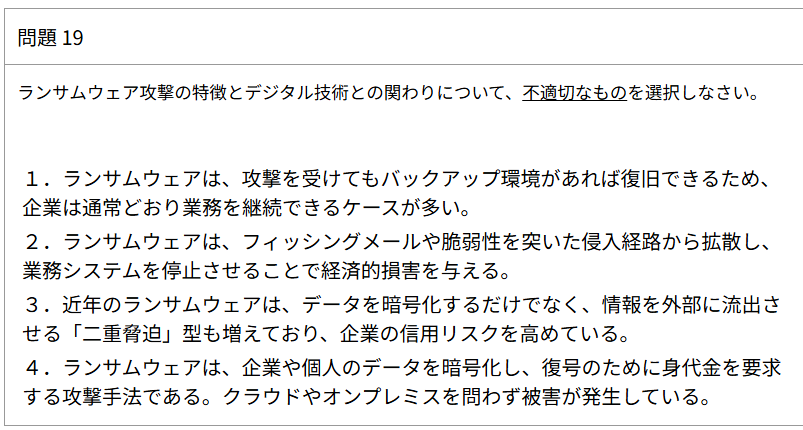 問題 19
ランサムウェア攻撃の特徴とデジタル技術との関わりについて、不適切なものを選択しなさい。
１．ランサムウェアは、攻撃を受けてもバックアップ環境があれば復旧できるため、
企業は通常どおり業務を継続できるケースが多い。
２．ランサムウェアは、フィッシングメールや脆弱性を突いた侵入経路から拡散し、
業務システムを停止させることで経済的損害を与える。
３．近年のランサムウェアは、データを暗号化するだけでなく、情報を外部に流出さ
せる「二重脅迫」型も増えており、企業の信用リスクを高めている。
４．ランサムウェアは、企業や個人のデータを暗号化し、復号のために身代金を要求
する攻撃手法である。クラウドやオンプレミスを問わず被害が発生している。